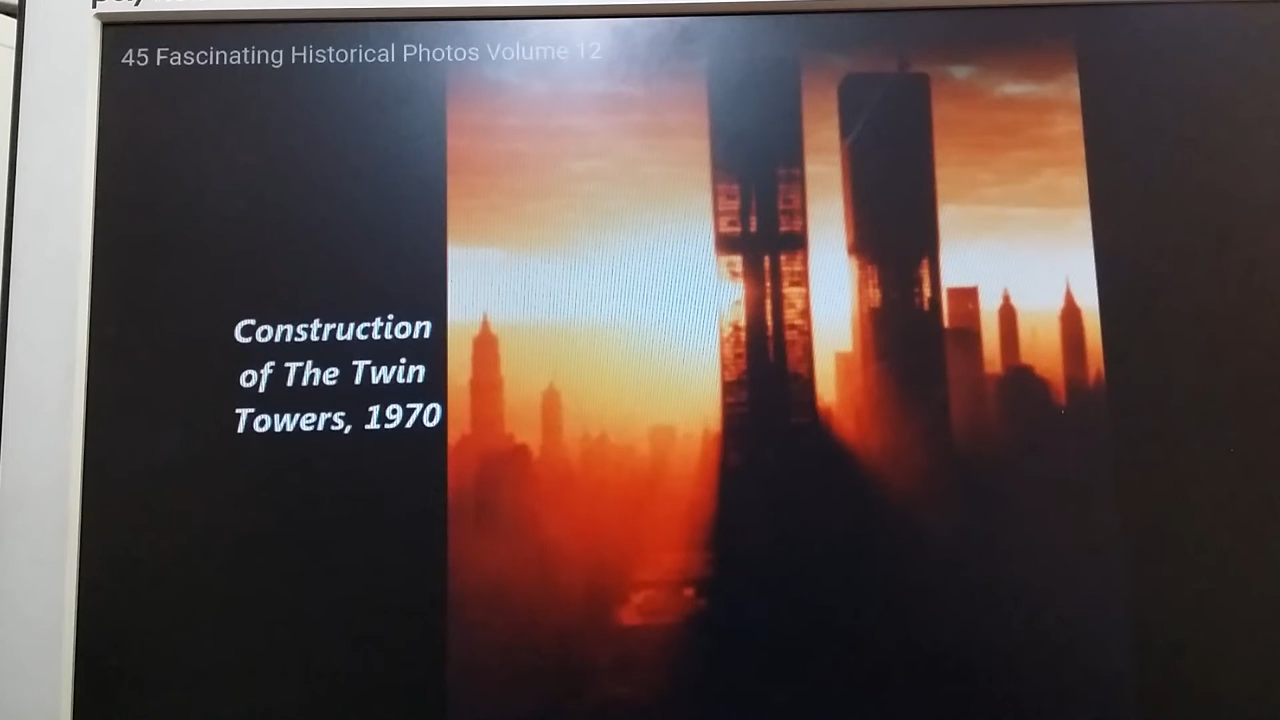 45 Fascinating Historical Photos Volume 12
Construction
of The Twin
Towers, 1970